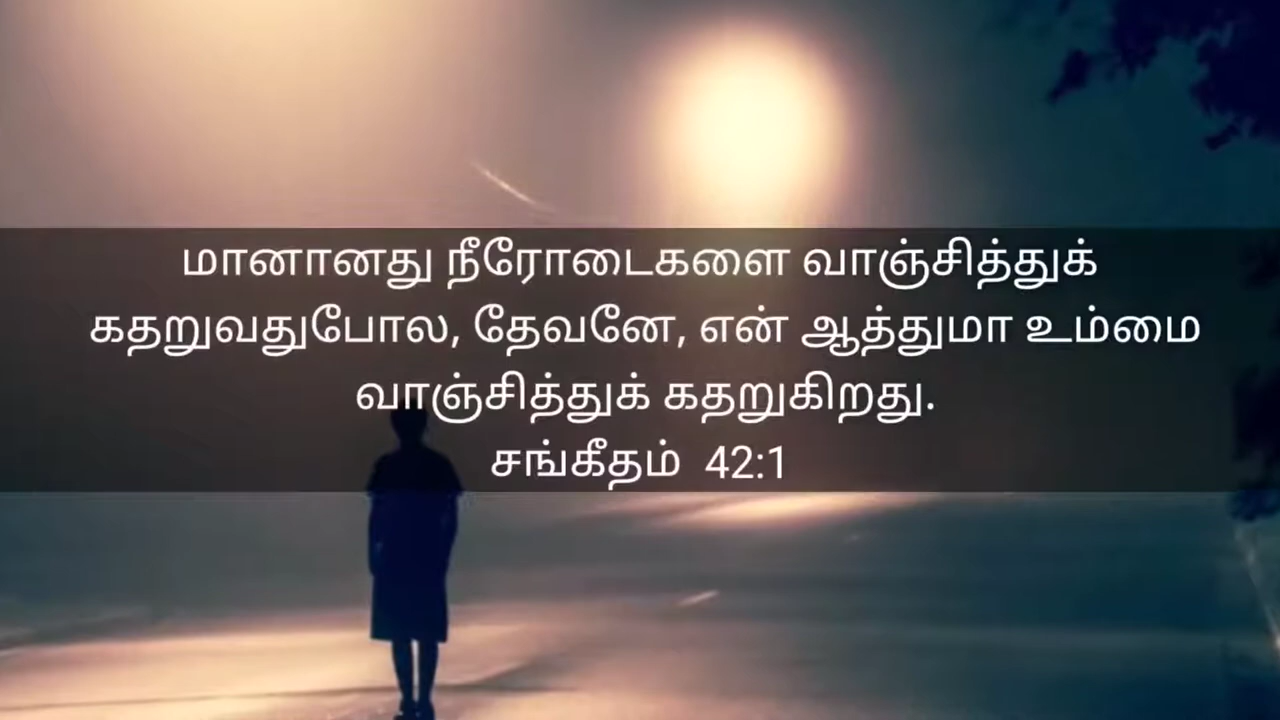 மானானது நீரோடைகளை வாஞ்சித்துக்
கதறுவதுபோல, தேவனே, என் ஆத்துமா உம்மை
வாஞ்சித்துக் கதறுகிறது.
சங்கீதம் 42:1